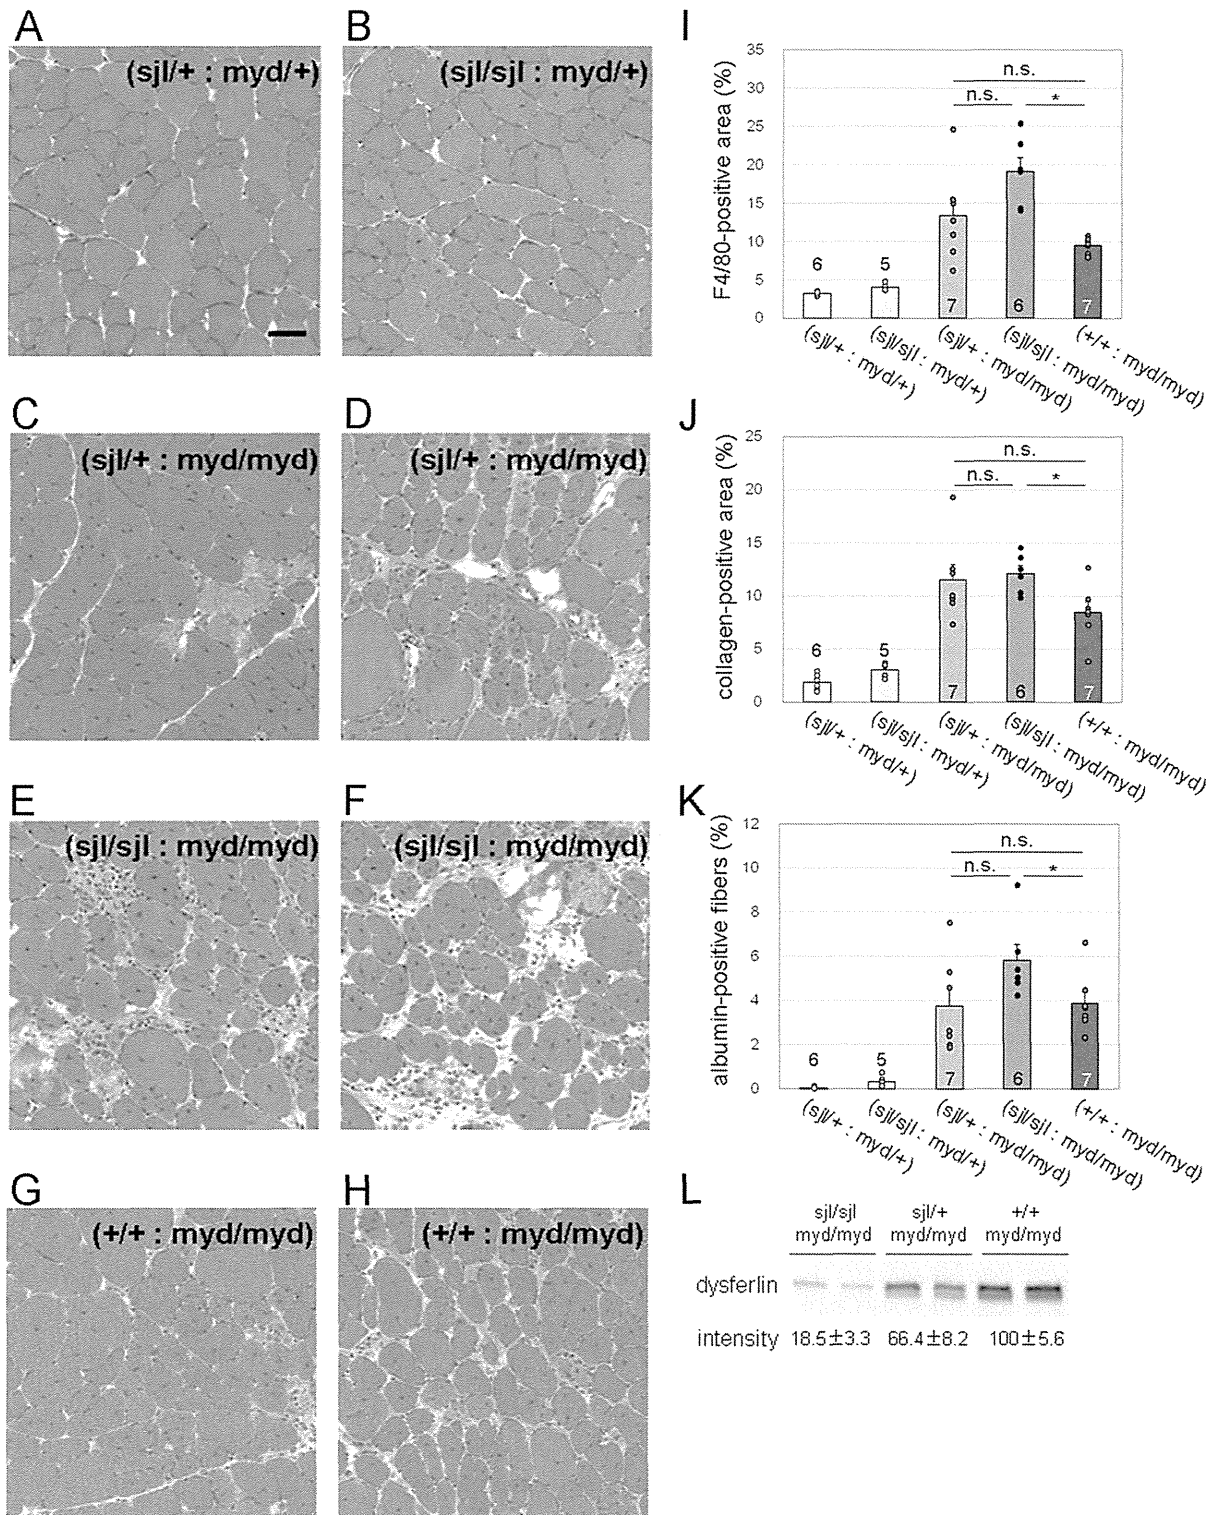 A
(sjl/+ : myd/+)
B
(sjl/sjl : myd/+)
C
(sjl/+ : myd/myd)
D
(sjl/+ : myd/myd)
E
(sjl/sjl : myd/myd)
F
(sjl/sjl : myd/myd)
G
(+/+ : myd/myd)
H
(+/+ : myd/myd)
I
F4/80-positive area (%)
35
30
25
20
15
10
5
0
n.s.
n.s.
*
6
5
7
6
7
(sjl/+ : myd/+)
(sjl/sjl : myd/+)
(sjl/+ : myd/myd)
(sjl/sjl : myd/myd)
(+/+ : myd/myd)
J
collagen-positive area (%)
25
20
15
10
5
0
n.s.
n.s.
*
6
5
7
6
7
(sjl/+ : myd/+)
(sjl/sjl : myd/+)
(sjl/+ : myd/myd)
(sjl/sjl : myd/myd)
(+/+ : myd/myd)
K
albumin-positive fibers (%)
12
10
8
6
4
2
0
n.s.
n.s.
*
6
5
7
6
7
(sjl/+ : myd/+)
(sjl/sjl : myd/+)
(sjl/+ : myd/myd)
(sjl/sjl : myd/myd)
(+/+ : myd/myd)
L
sjl/sjl
myd/myd
sjl/+
myd/myd
+/+
myd/myd
dysferlin
intensity 18.5±3.3 66.4±8.2 100±5.6